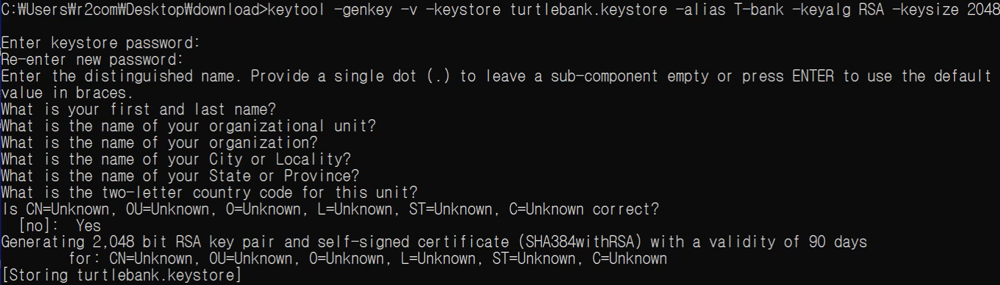 C:₩Users₩r2com₩Desktop₩download>keytool -genkey -v -keystore turtlebank.keystore -alias T-bank -keyalg RSA -keysize 2048
Enter keystore password:
Re-enter new password:
Enter the distinguished name. Provide a single dot (.) to leave a sub-component empty or press ENTER to use the default
value in braces.
What is your first and last name?
What is the name of your organizational unit?
What is the name of your organization?
What is the name of your City or Locality?
What is the name of your State or Province?
What is the two-letter country code for this unit?
Is CN=Unknown, OU=Unknown, O=Unknown, L=Unknown, ST=Unknown, C=Unknown correct?
[no]:  Yes
Generating 2,048 bit RSA key pair and self-signed certificate (SHA384withRSA) with a validity of 90 days
for: CN=Unknown, OU=Unknown, O=Unknown, L=Unknown, ST=Unknown, C=Unknown
[Storing turtlebank.keystore]